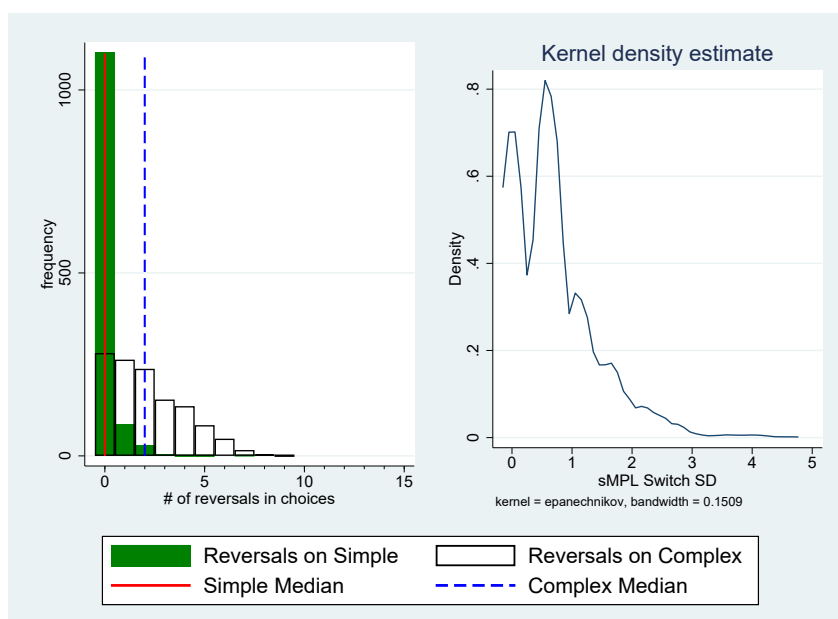 frequency
1000
500
0
0
5
10
15
# of reversals in choices
Kernel density estimate
Density
.8
.6
.4
.2
0
0
1
2
3
4
5
sMPL Switch SD
kernel = epanechnikov, bandwidth = 0.1509
Reversals on Simple
Reversals on Complex
Simple Median
Complex Median